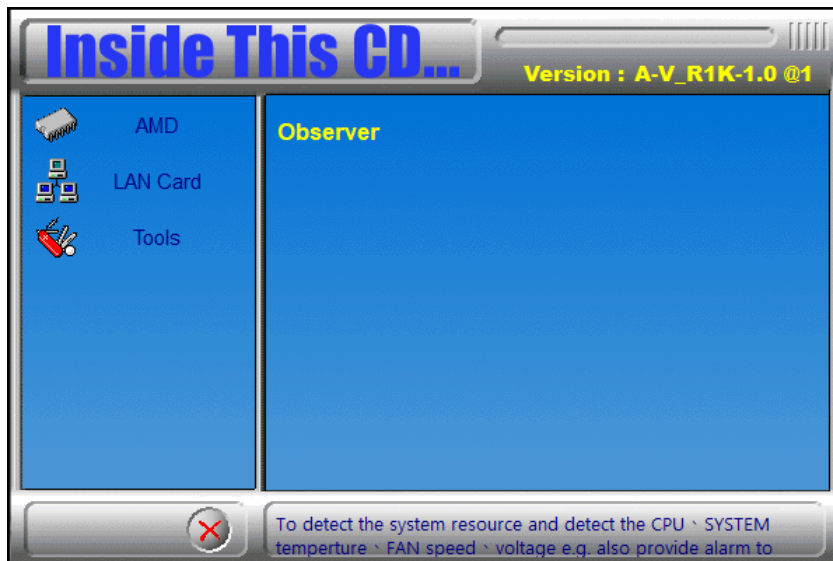 Inside This CD...
Version : A-V_R1K-1.0 @1
AMD
LAN Card
Tools
Observer
To detect the system resource and detect the CPU、SYSTEM
temperture、FAN speed、voltage e.g. also provide alarm to